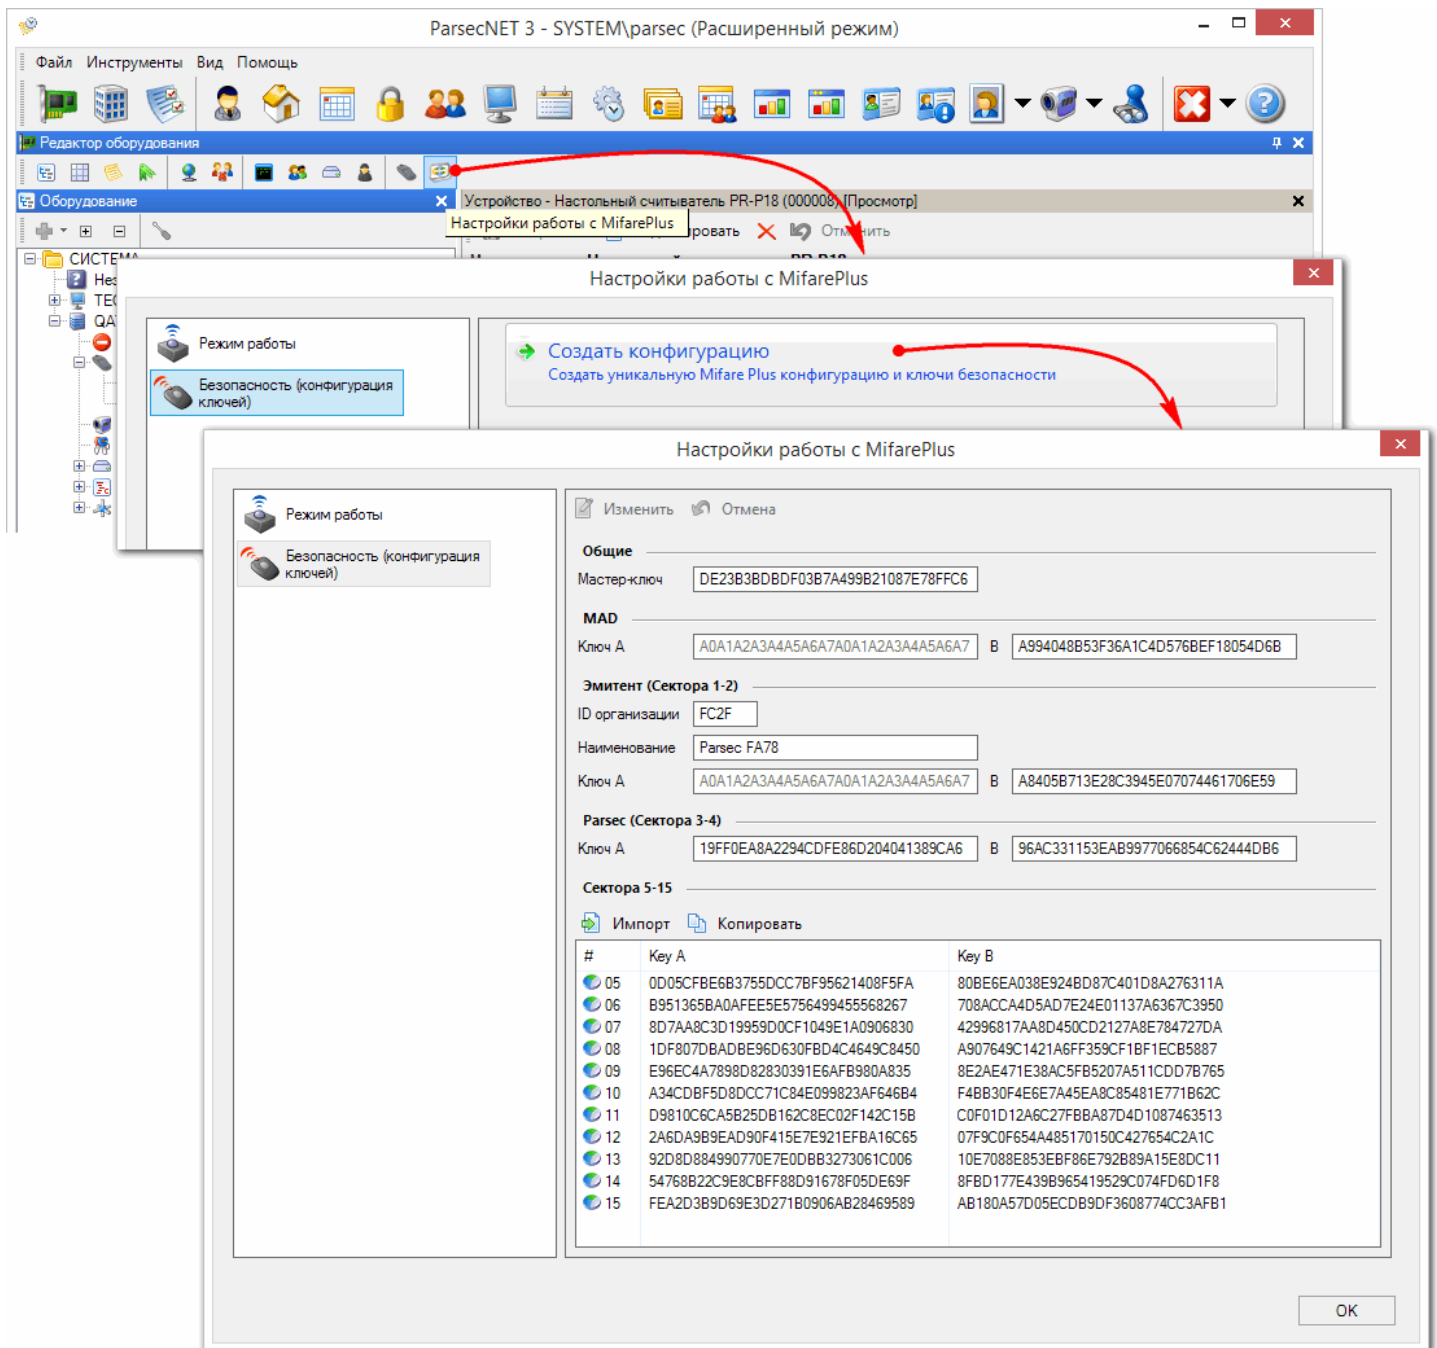 ParsecNET 3 - SYSTEM\parsec (Расширенный режим)
Файл Инструменты Вид Помощь
Редактор оборудования
Оборудование
Устройство - Настольный считыватель PR-P18 (000008) [Просмотр]
Настройки работы с MifarePlus
ровать
СИСТЕМА
Настройки работы с MifarePlus
Режим работы
Безопасность (конфигурация
ключей)
Создать конфигурацию
Создать уникальную Mifare Plus конфигурацию и ключи безопасности
Настройки работы с MifarePlus
Режим работы
Безопасность (конфигурация
ключей)
Изменить Отмена
Общие
Мастер-ключ DE23B3BDBDF03B7A499B21087E78FFC6
MAD
Ключ A A0A1A2A3A4A5A6A7A0A1A2A3A4A5A6A7 B A994048B53F36A1C4D576BEF18054D6B
Эмитент (Сектора 1-2)
ID организации FC2F
Наименование Parsec FA78
Ключ A A0A1A2A3A4A5A6A7A0A1A2A3A4A5A6A7 B A8405B713E28C3945E07074461706E59
Parsec (Сектора 3-4)
Ключ A 19FF0EA8A2294CDFE86D204041389CA6 B 96AC331153EAB9977066854C62444DB6
Сектора 5-15
Импорт Копировать
# Key A Key B
05 0D05CFBE6B3755DCC7BF95621408F5FA 80BE6EA038E924BD87C401D8A276311A
06 B951365BA0AFEE5E5756499455568267 708ACCA4D5AD7E24E01137A6367C3950
07 8D7AA8C3D19959D0CF1049E1A0906830 42996817AA8D450CD2127A8E784727DA
08 1DF807DBADBE96D630FBD4C4649C8450 A907649C1421A6FF359CF1BF1ECB5887
09 E96EC4A7898D82830391E6AFB980A835 8E2AE471E38AC5FB5207A511CDD7B765
10 A34CDBF5D8DCC71C84E099823AF646B4 F4BB30F4E6E7A45EA8C85481E771B62C
11 D9810C6CA5B25DB162C8EC02F142C15B C0F01D12A6C27FBBA87D4D1087463513
12 2A6DA9B9EAD90F415E7E921EFBA16C65 07F9C0F654A485170150C427654C2A1C
13 92D8D884990770E7E0DBB3273061C006 10E7088E853EBF86E792B89A15E8DC11
14 54768B22C9E8CBFF88D91678F05DE69F 8FBD177E439B965419529C074FD6D1F8
15 FEA2D3B9D69E3D271B0906AB28469589 AB180A57D05ECDB9DF3608774CC3AFB1
OK